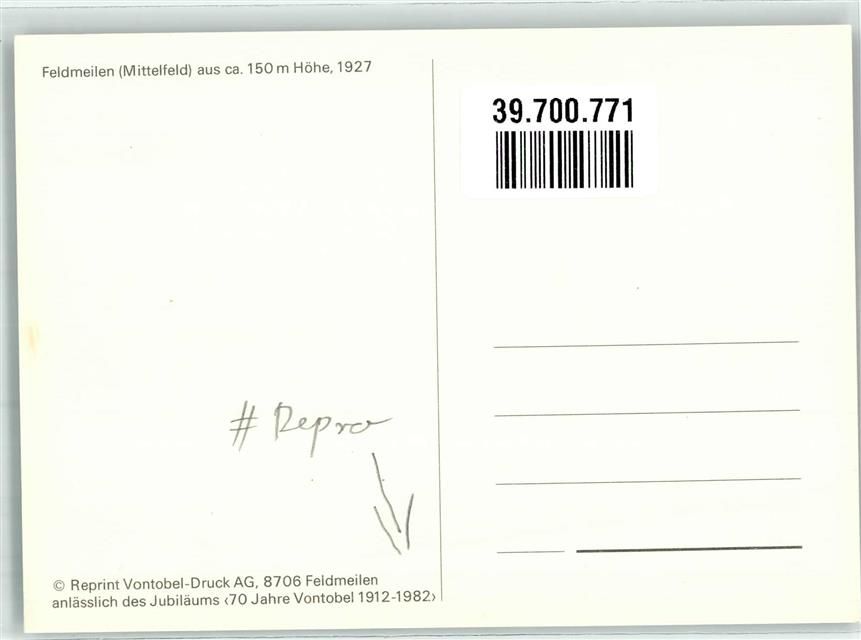 Feldmeilen (Mittelfeld) aus ca. 150 m Höhe, 1927
39.700.771
# Repro
© Reprint Vontobel-Druck AG, 8706 Feldmeilen
anlässlich des Jubiläums ‹70 Jahre Vontobel 1912-1982›